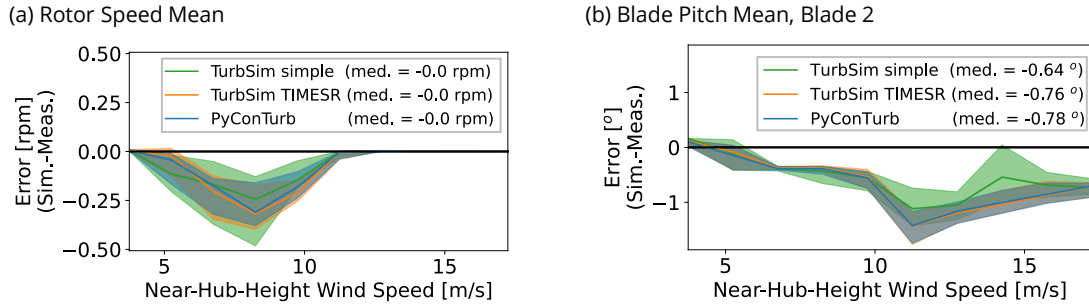 (a) Rotor Speed Mean
0.50
0.25
0.00
−0.25
−0.50
Error [rpm]
(Sim.-Meas.)
TurbSim simple (med. = -0.0 rpm)
TurbSim TIMESR (med. = -0.0 rpm)
PyConTurb (med. = -0.0 rpm)
5 10 15
Near-Hub-Height Wind Speed [m/s]
(b) Blade Pitch Mean, Blade 2
1
0
−1
Error [°]
(Sim.-Meas.)
TurbSim simple (med. = -0.64 °)
TurbSim TIMESR (med. = -0.76 °)
PyConTurb (med. = -0.78 °)
5 10 15
Near-Hub-Height Wind Speed [m/s]